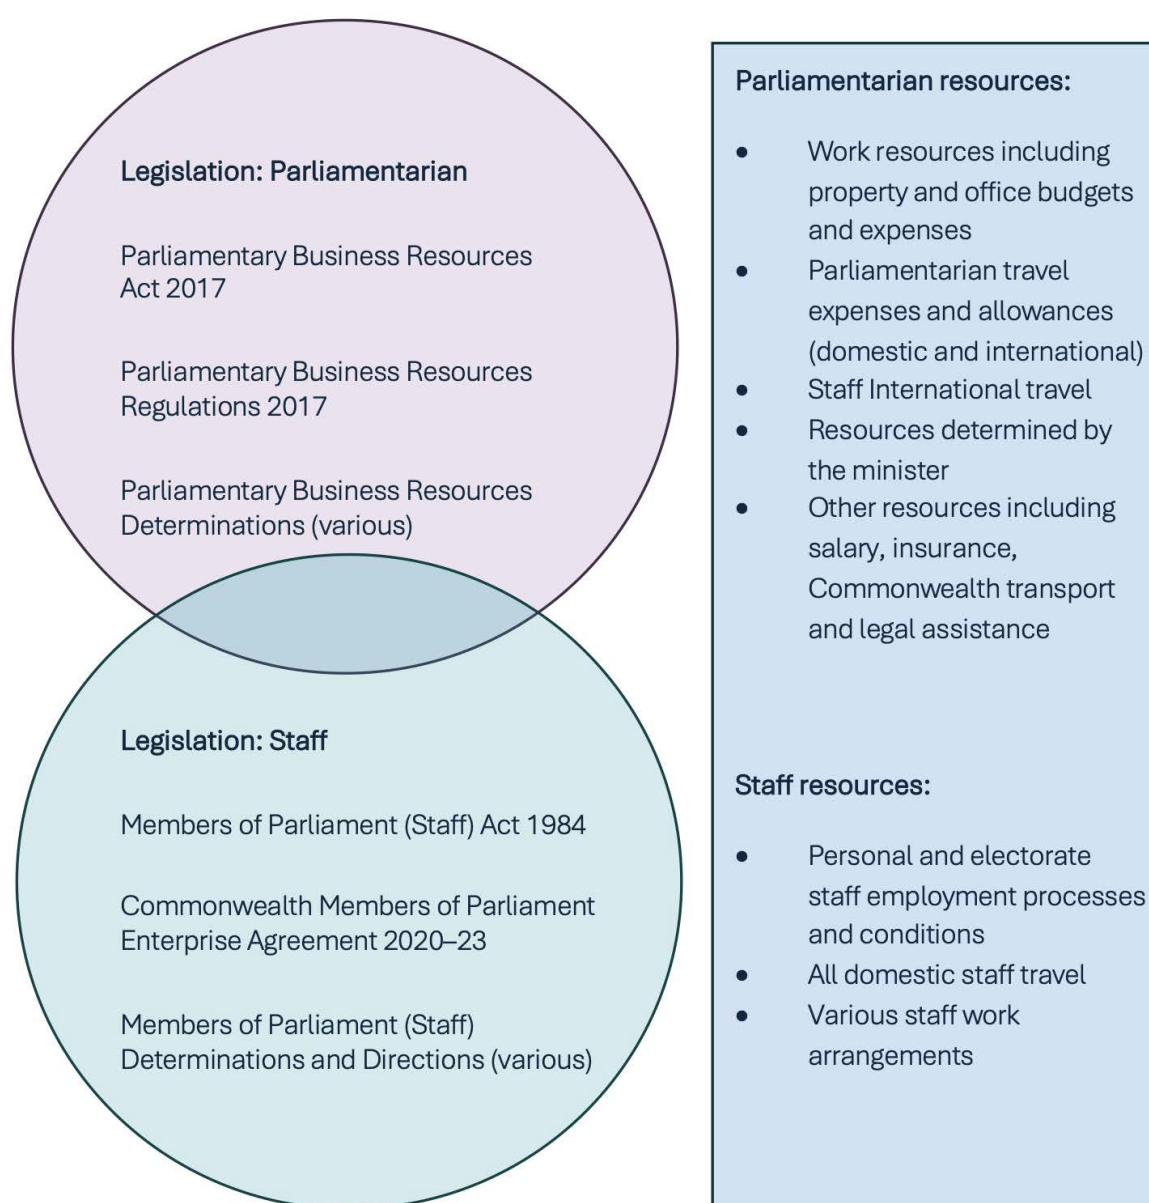 Legislation: Parliamentarian
Parliamentary Business Resources
Act 2017
Parliamentary Business Resources
Regulations 2017
Parliamentary Business Resources
Determinations (various)
Legislation: Staff
Members of Parliament (Staff) Act 1984
Commonwealth Members of Parliament
Enterprise Agreement 2020–23
Members of Parliament (Staff)
Determinations and Directions (various)
Parliamentarian resources:
• Work resources including
property and office budgets
and expenses
• Parliamentarian travel
expenses and allowances
(domestic and international)
• Staff International travel
• Resources determined by
the minister
• Other resources including
salary, insurance,
Commonwealth transport
and legal assistance
Staff resources:
• Personal and electorate
staff employment processes
and conditions
• All domestic staff travel
• Various staff work
arrangements